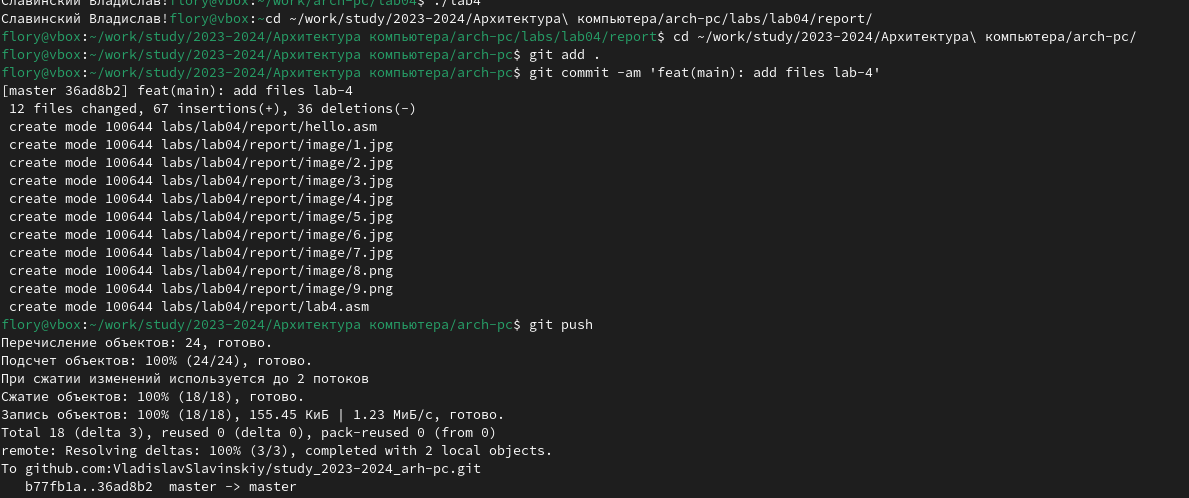 Славинский Владислав!flory@vbox:~/work/arch-pc/lab04$ ./lab4
Славинский Владислав!flory@vbox:~cd ~/work/study/2023-2024/Архитектура\ компьютера/arch-pc/labs/lab04/report/
flory@vbox:~/work/study/2023-2024/Архитектура компьютера/arch-pc/labs/lab04/report$ cd ~/work/study/2023-2024/Архитектура\ компьютера/arch-pc/
flory@vbox:~/work/study/2023-2024/Архитектура компьютера/arch-pc$ git add .
flory@vbox:~/work/study/2023-2024/Архитектура компьютера/arch-pc$ git commit -am 'feat(main): add files lab-4'
[master 36ad8b2] feat(main): add files lab-4
 12 files changed, 67 insertions(+), 36 deletions(-)
 create mode 100644 labs/lab04/report/hello.asm
 create mode 100644 labs/lab04/report/image/1.jpg
 create mode 100644 labs/lab04/report/image/2.jpg
 create mode 100644 labs/lab04/report/image/3.jpg
 create mode 100644 labs/lab04/report/image/4.jpg
 create mode 100644 labs/lab04/report/image/5.jpg
 create mode 100644 labs/lab04/report/image/6.jpg
 create mode 100644 labs/lab04/report/image/7.jpg
 create mode 100644 labs/lab04/report/image/8.png
 create mode 100644 labs/lab04/report/image/9.png
 create mode 100644 labs/lab04/report/lab4.asm
flory@vbox:~/work/study/2023-2024/Архитектура компьютера/arch-pc$ git push
Перечисление объектов: 24, готово.
Подсчет объектов: 100% (24/24), готово.
При сжатии изменений используется до 2 потоков
Сжатие объектов: 100% (18/18), готово.
Запись объектов: 100% (18/18), 155.45 КиБ | 1.23 МиБ/с, готово.
Total 18 (delta 3), reused 0 (delta 0), pack-reused 0 (from 0)
remote: Resolving deltas: 100% (3/3), completed with 2 local objects.
To github.com:VladislavSlavinskiy/study_2023-2024_arh-pc.git
   b77fb1a..36ad8b2  master -> master